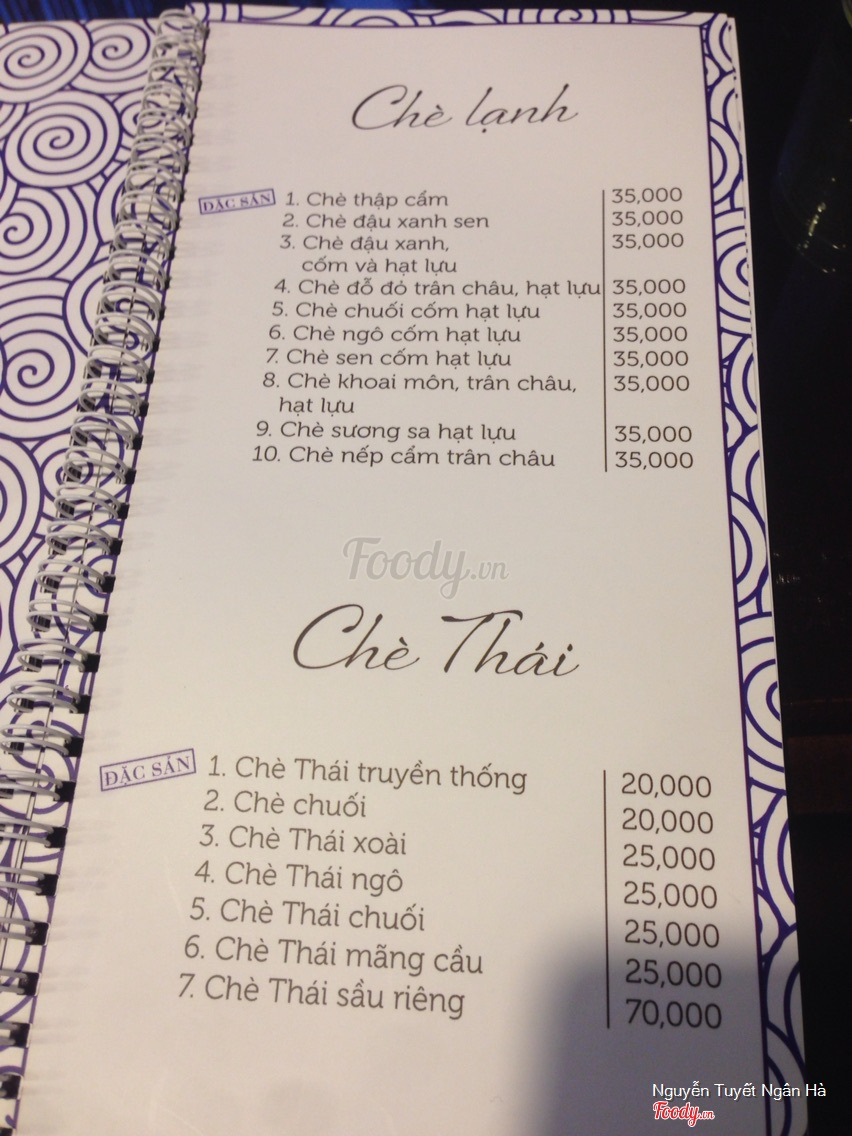 Chè lạnh
ĐẶC SẢN 1. Chè thập cẩm 35,000
2. Chè đậu xanh sen 35,000
3. Chè đậu xanh, 35,000
cốm và hạt lựu
4. Chè đỗ đỏ trân châu, hạt lựu 35,000
5. Chè chuối cốm hạt lựu 35,000
6. Chè ngô cốm hạt lựu 35,000
7. Chè sen cốm hạt lựu 35,000
8. Chè khoai môn, trân châu, 35,000
hạt lựu
9. Chè sương sa hạt lựu 35,000
10. Chè nếp cẩm trân châu 35,000
Foody.vn
Chè Thái
ĐẶC SẢN 1. Chè Thái truyền thống 20,000
2. Chè chuối 20,000
3. Chè Thái xoài 25,000
4. Chè Thái ngô 25,000
5. Chè Thái chuối 25,000
6. Chè Thái mãng cầu 25,000
7. Chè Thái sầu riêng 70,000
Nguyễn Tuyết Ngân Hà
Foody.vn